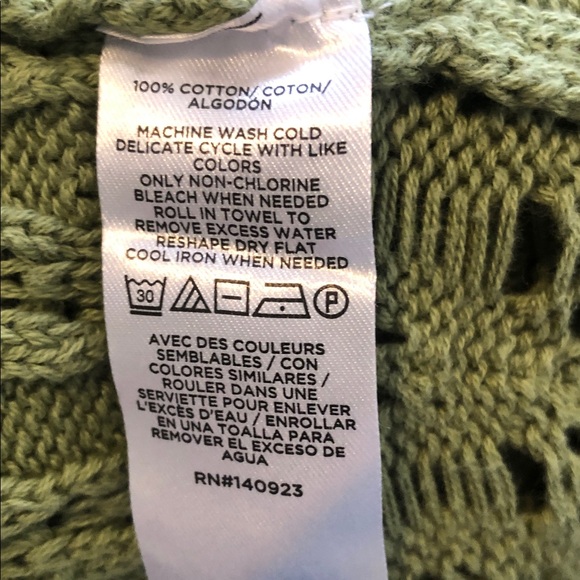 100% COTTON/ COTON/
ALGODÓN
MACHINE WASH COLD
DELICATE CYCLE WITH LIKE
COLORS
ONLY NON-CHLORINE
BLEACH WHEN NEEDED
ROLL IN TOWEL TO
REMOVE EXCESS WATER
RESHAPE DRY FLAT
COOL IRON WHEN NEEDED
30 P
AVEC DES COULEURS
SEMBLABLES / CON
COLORES SIMILARES /
ROULER DANS UNE
SERVIETTE POUR ENLEVER
L'EXCÈS D'EAU / ENROLLAR
EN UNA TOALLA PARA
REMOVER EL EXCESO DE
AGUA
RN#140923